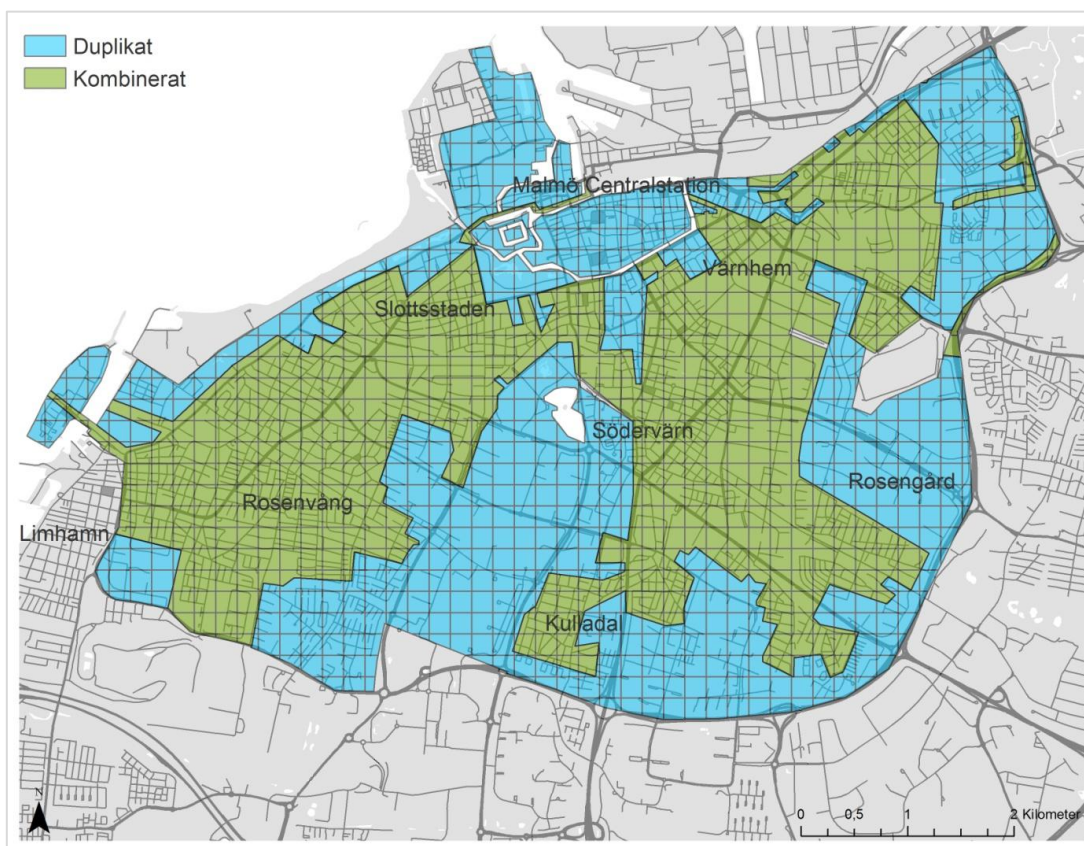 Duplikat
Kombinerat
Malmö Centralstation
Värnhem
Slottsstaden
Södervärn
Rosengård
Rosenvång
Limhamn
Kulladal
N
0 0,5 1 2 Kilometer